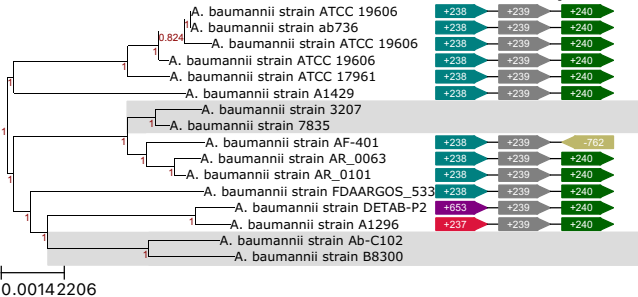 A. baumannii strain ATCC 19606 +238 +239 +240
A. baumannii strain ab736 +238 +239 +240
0.824
1
A. baumannii strain ATCC 19606 +238 +239 +240
1
A. baumannii strain ATCC 19606 +238 +239 +240
1
A. baumannii strain ATCC 17961 +238 +239 +240
1
A. baumannii strain A1429 +238 +239 +240
A. baumannii strain 3207
1
A. baumannii strain 7835
1
1
A. baumannii strain AF-401 +238 +239 -762
A. baumannii strain AR_0063 +238 +239 +240
1
1
A. baumannii strain AR_0101 +238 +239 +240
1
A. baumannii strain FDAARGOS_533 +238 +239 +240
A. baumannii strain DETAB-P2 +653 +239 +240
1
A. baumannii strain A1296 +237 +239 +240
1
1
A. baumannii strain Ab-C102
1
A. baumannii strain B8300
1
0.00142206